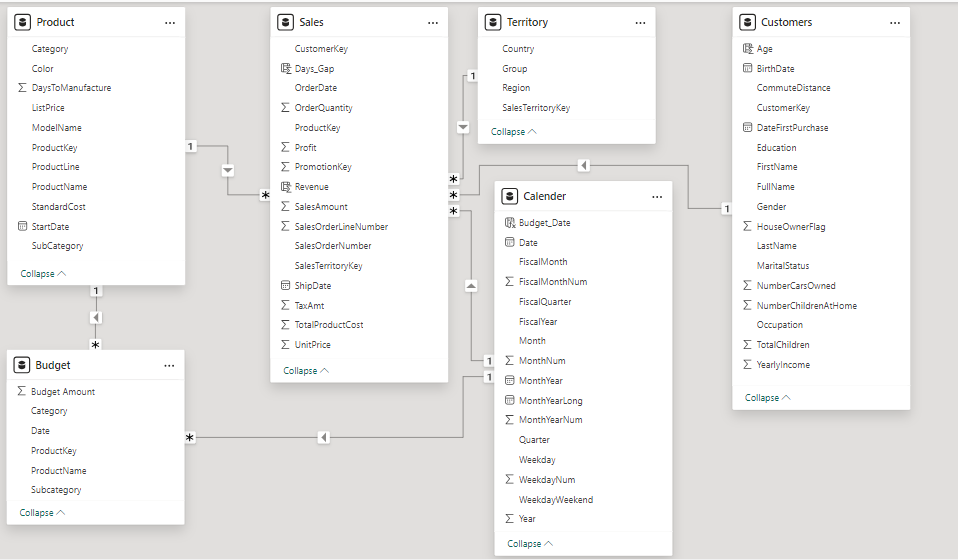 Product
Category
Color
DaysToManufacture
ListPrice
ModelName
ProductKey
ProductLine
ProductName
StandardCost
StartDate
SubCategory
Collapse
Sales
CustomerKey
Days_Gap
OrderDate
OrderQuantity
ProductKey
Profit
PromotionKey
Revenue
SalesAmount
SalesOrderLineNumber
SalesOrderNumber
SalesTerritoryKey
ShipDate
TaxAmt
TotalProductCost
UnitPrice
Collapse
Territory
Country
Group
Region
SalesTerritoryKey
Collapse
Customers
Age
BirthDate
CommuteDistance
CustomerKey
DateFirstPurchase
Education
FirstName
FullName
Gender
HouseOwnerFlag
LastName
MaritalStatus
NumberCarsOwned
NumberChildrenAtHome
Occupation
TotalChildren
YearlyIncome
Collapse
Calender
Budget_Date
Date
FiscalMonth
FiscalMonthNum
FiscalQuarter
FiscalYear
Month
MonthNum
MonthYear
MonthYearLong
MonthYearNum
Quarter
Weekday
WeekdayNum
WeekdayWeekend
Year
Collapse
Budget
Budget Amount
Category
Date
ProductKey
ProductName
Subcategory
Collapse
1
*
1
*
1
*
1
*
1
*
1
*